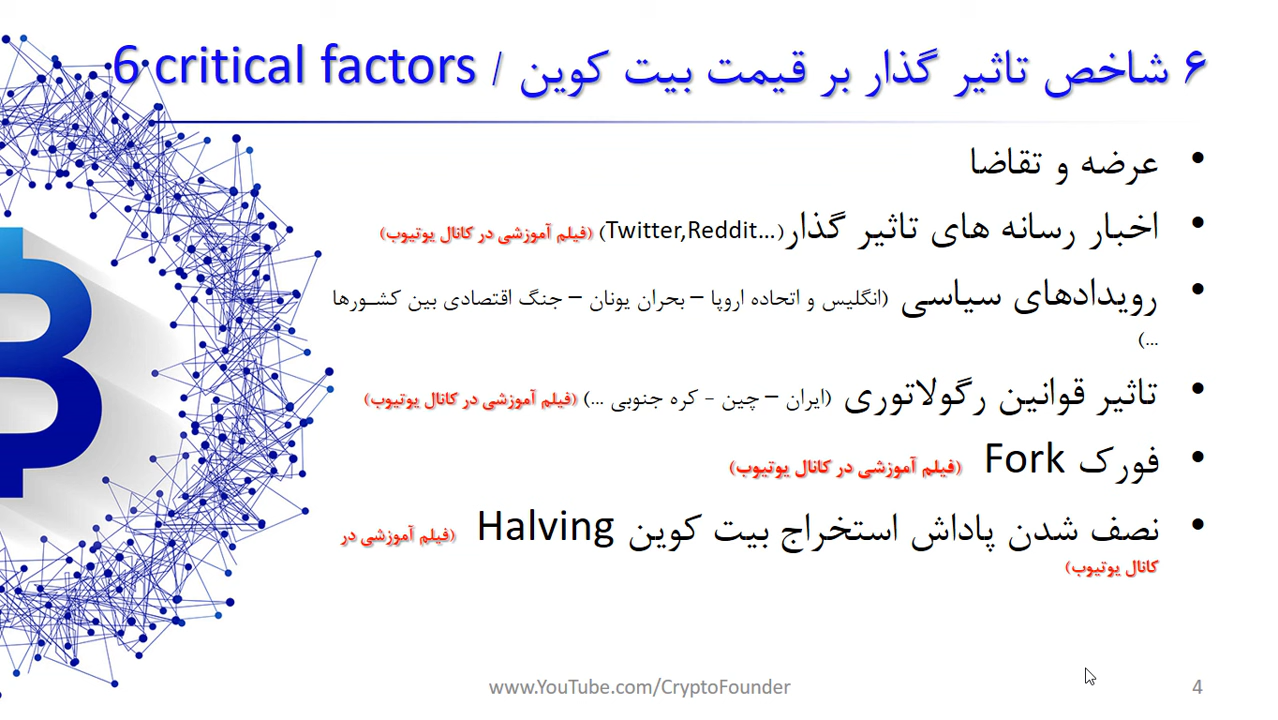 ۶ شاخص تاثیر گذار بر قیمت بیت کوین / 6 critical factors
• عرضه و تقاضا
• اخبار رسانه های تاثیر گذار(Twitter,Reddit...) (فیلم آموزشی در کانال یوتیوب)
• رویدادهای سیاسی (انگلیس و اتحاده اروپا – بحران یونان – جنگ اقتصادی بین کشـورها
...)
• تاثیر قوانین رگولاتوری (ایران – چین - کره جنوبی ...) (فیلم آموزشی در کانال یوتیوب)
• فورک Fork (فیلم آموزشی در کانال یوتیوب)
• نصف شدن پاداش استخراج بیت کوین Halving (فیلم آموزشی در
کانال یوتیوب)
www.YouTube.com/CryptoFounder
4